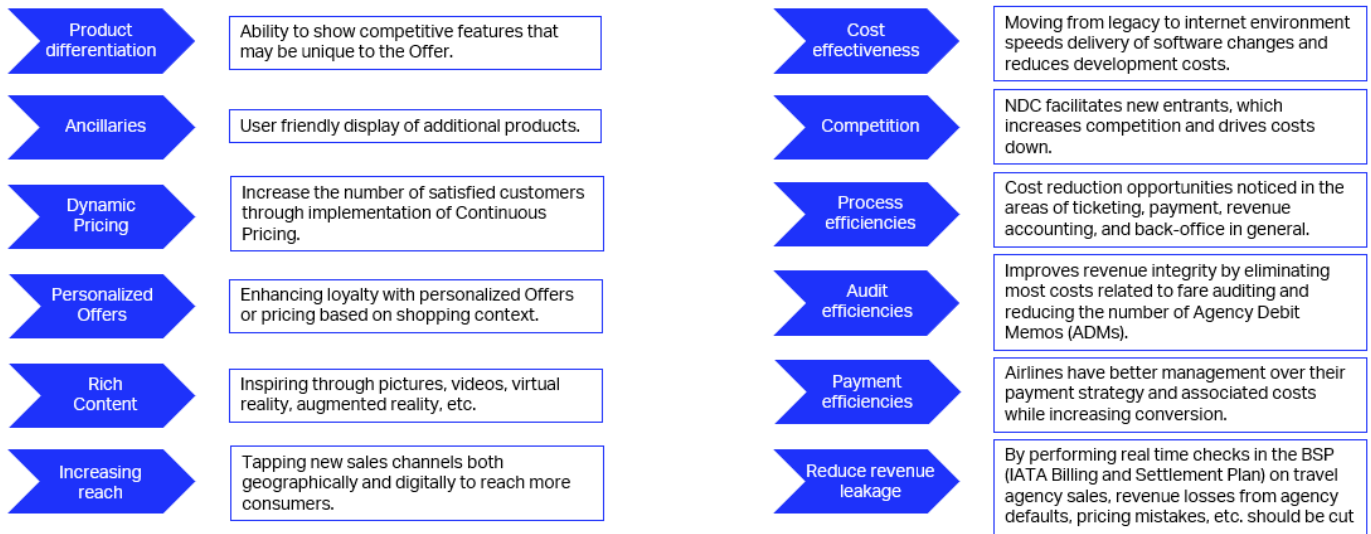 Product
differentiation
Ability to show competitive features that
may be unique to the Offer.
Ancillaries
User friendly display of additional products.
Dynamic
Pricing
Increase the number of satisfied customers
through implementation of Continuous
Pricing.
Personalized
Offers
Enhancing loyalty with personalized Offers
or pricing based on shopping context.
Rich
Content
Inspiring through pictures, videos, virtual
reality, augmented reality, etc.
Increasing
reach
Tapping new sales channels both
geographically and digitally to reach more
consumers.
Cost
effectiveness
Moving from legacy to internet environment
speeds delivery of software changes and
reduces development costs.
Competition
NDC facilitates new entrants, which
increases competition and drives costs
down.
Process
efficiencies
Cost reduction opportunities noticed in the
areas of ticketing, payment, revenue
accounting, and back-office in general.
Audit
efficiencies
Improves revenue integrity by eliminating
most costs related to fare auditing and
reducing the number of Agency Debit
Memos (ADMs).
Payment
efficiencies
Airlines have better management over their
payment strategy and associated costs
while increasing conversion.
Reduce revenue
leakage
By performing real time checks in the BSP
(IATA Billing and Settlement Plan) on travel
agency sales, revenue losses from agency
defaults, pricing mistakes, etc. should be cut